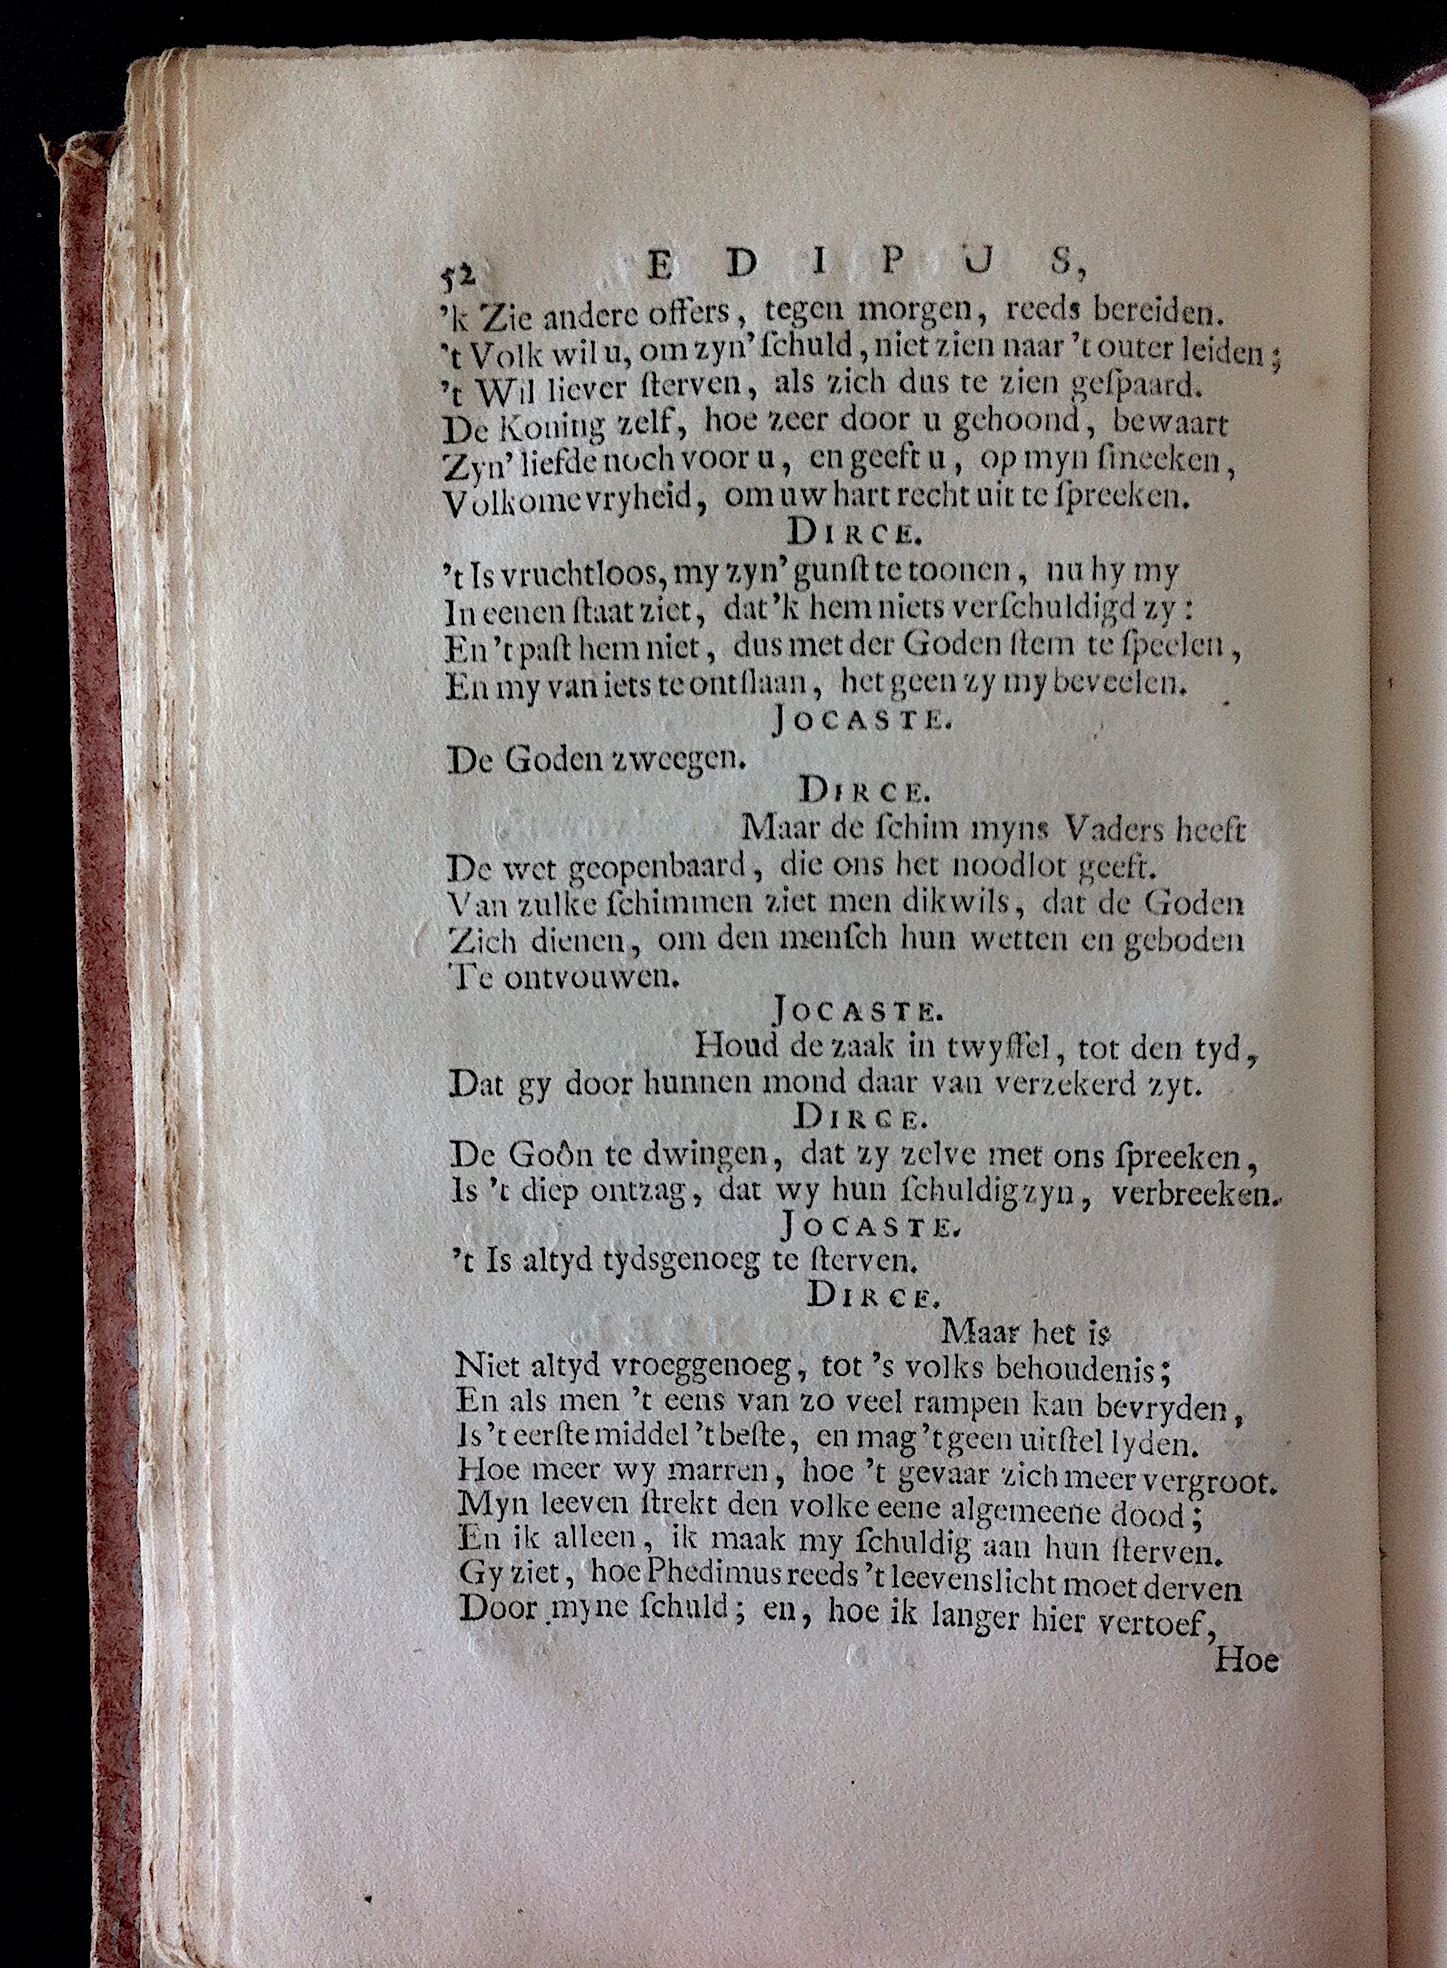 52 EDIPUS,
'k Zie andere offers, tegen morgen, reeds bereiden.
't Volk wil u, om zyn' ſchuld, niet zien naar 't outer leiden;
't Wil liever ſterven, als zich dus te zien geſpaard.
De Koning zelf, hoe zeer door u gehoond, bewaart
Zyn' liefde noch voor u, en geeft u, op myn ſmeeken,
Volkome vryheid, om uw hart recht uit te ſpreeken.
DIRCE.
't Is vruchtloos, my zyn' gunſt te toonen, nu hy my
In eenen ſtaat ziet, dat 'k hem niets verſchuldigd zy:
En 't paſt hem niet, dus met der Goden ſtem te ſpeelen,
En my van iets te ontſlaan, het geen zy my beveelen.
JOCASTE.
De Goden zweegen.
DIRCE.
Maar de ſchim myns Vaders heeft
De wet geopenbaard, die ons het noodlot geeft.
Van zulke ſchimmen ziet men dikwils, dat de Goden
Zich dienen, om den menſch hun wetten en geboden
Te ontvouwen.
JOCASTE.
Houd de zaak in twyffel, tot den tyd,
Dat gy door hunnen mond daar van verzekerd zyt.
DIRCE.
De Goôn te dwingen, dat zy zelve met ons ſpreeken,
Is 't diep ontzag, dat wy hun ſchuldig zyn, verbreeken.
JOCASTE.
't Is altyd tydsgenoeg te ſterven.
DIRCE.
Maar het is
Niet altyd vroeggenoeg, tot 's volks behoudenis;
En als men 't eens van zo veel rampen kan bevryden,
Is 't eerſte middel 't beſte, en mag 't geen uitſtel lyden.
Hoe meer wy marren, hoe 't gevaar zich meer vergroot.
Myn leeven ſtrekt den volke eene algemeene dood;
En ik alleen, ik maak my ſchuldig aan hun ſterven.
Gy ziet, hoe Phedimus reeds 't leevenslicht moet derven
Door myne ſchuld; en, hoe ik langer hier vertoef,
Hoe